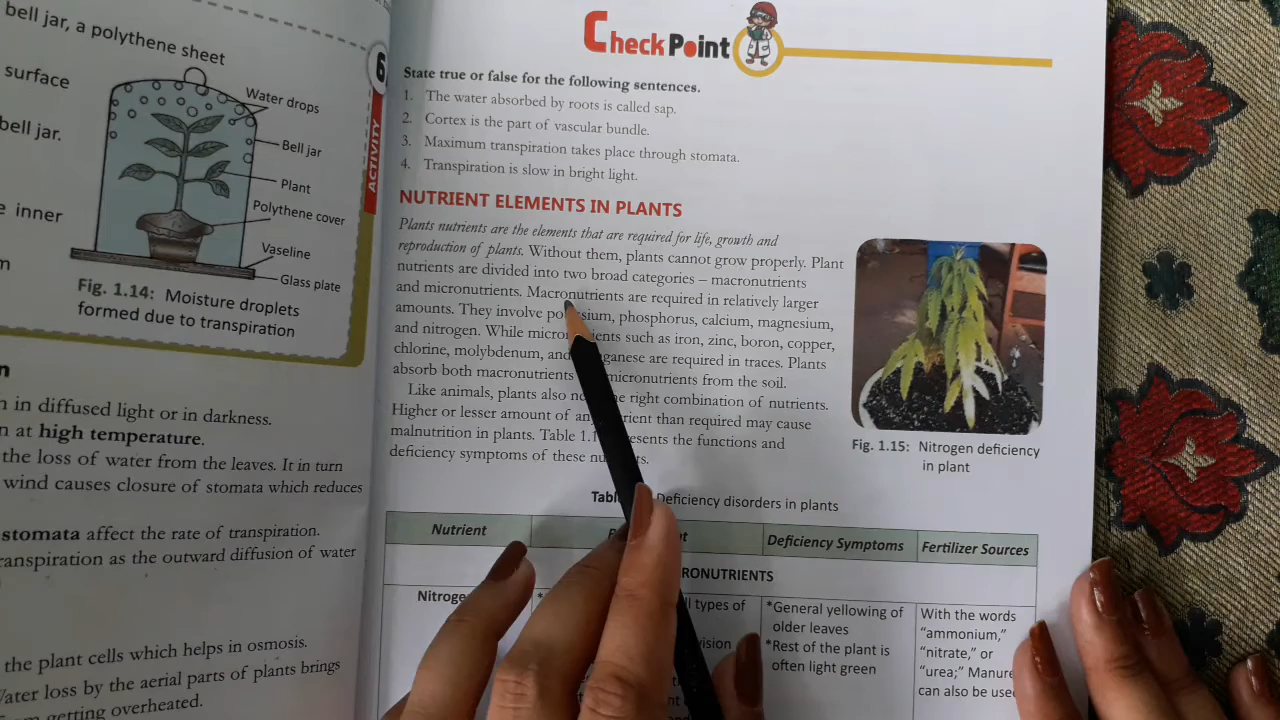 bell jar, a polythene sheet
surface
bell jar.
e inner
Water drops
Bell jar
Plant
Polythene cover
Vaseline
Glass plate
Fig. 1.14: Moisture droplets
formed due to transpiration
6
ACTIVITY
in diffused light or in darkness.
at high temperature.
the loss of water from the leaves. It in turn
wind causes closure of stomata which reduces
stomata affect the rate of transpiration.
transpiration as the outward diffusion of water
the plant cells which helps in osmosis.
Water loss by the aerial parts of plants brings
getting overheated.
CheckPoint
State true or false for the following sentences.
1. The water absorbed by roots is called sap.
2. Cortex is the part of vascular bundle.
3. Maximum transpiration takes place through stomata.
4. Transpiration is slow in bright light.
NUTRIENT ELEMENTS IN PLANTS
Plants nutrients are the elements that are required for life, growth and
reproduction of plants. Without them, plants cannot grow properly. Plant
nutrients are divided into two broad categories – macronutrients
and micronutrients. Macronutrients are required in relatively larger
amounts. They involve potassium, phosphorus, calcium, magnesium,
and nitrogen. While micronutrients such as iron, zinc, boron, copper,
chlorine, molybdenum, and manganese are required in traces. Plants
absorb both macronutrients micronutrients from the soil.
Like animals, plants also right combination of nutrients.
Higher or lesser amount of nutrient than required may cause
malnutrition in plants. Table presents the functions and
deficiency symptoms of these
Fig. 1.15: Nitrogen deficiency
in plant
Deficiency disorders in plants
Nutrient
Deficiency Symptoms
Fertilizer Sources
RONUTRIENTS
Nitrogen
types of
*General yellowing of
older leaves
*Rest of the plant is
often light green
With the words
"ammonium,"
"nitrate," or
"urea;" Manure
can also be used